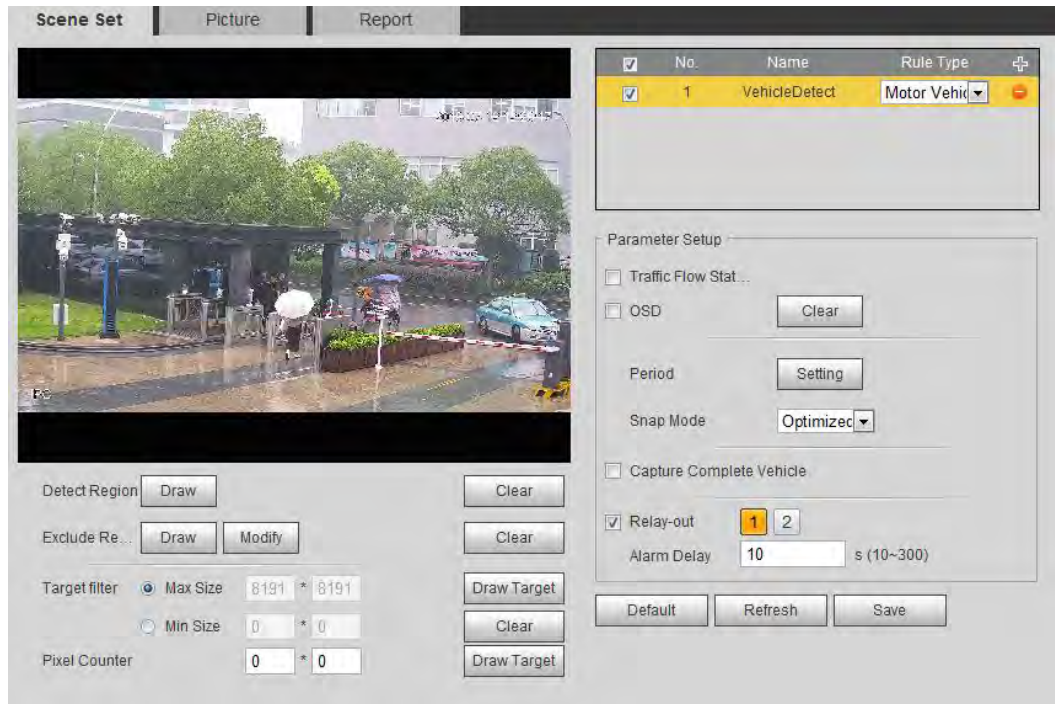 Scene Set Picture Report
No. Name Rule Type
1 VehicleDetect Motor Vehic
Parameter Setup
Traffic Flow Stat...
OSD Clear
Period Setting
Snap Mode Optimizec
Capture Complete Vehicle
Relay-out 1 2
Alarm Delay 10 s (10~300)
Default Refresh Save
Detect Region Draw Clear
Exclude Re... Draw Modify Clear
Target filter Max Size 8191 * 8191 Draw Target
Min Size 0 * 0 Clear
Pixel Counter 0 * 0 Draw Target